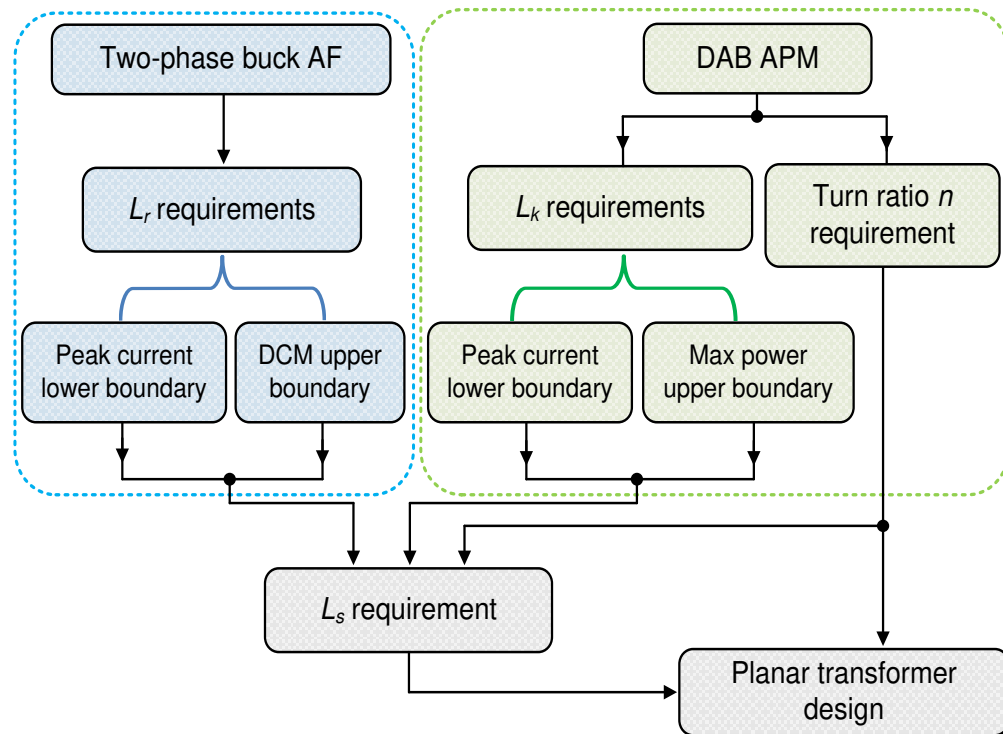 Two-phase buck AF
DAB APM
Lr requirements
Lk requirements
Turn ratio n
requirement
Peak current
lower boundary
DCM upper
boundary
Peak current
lower boundary
Max power
upper boundary
Ls requirement
Planar transformer
design